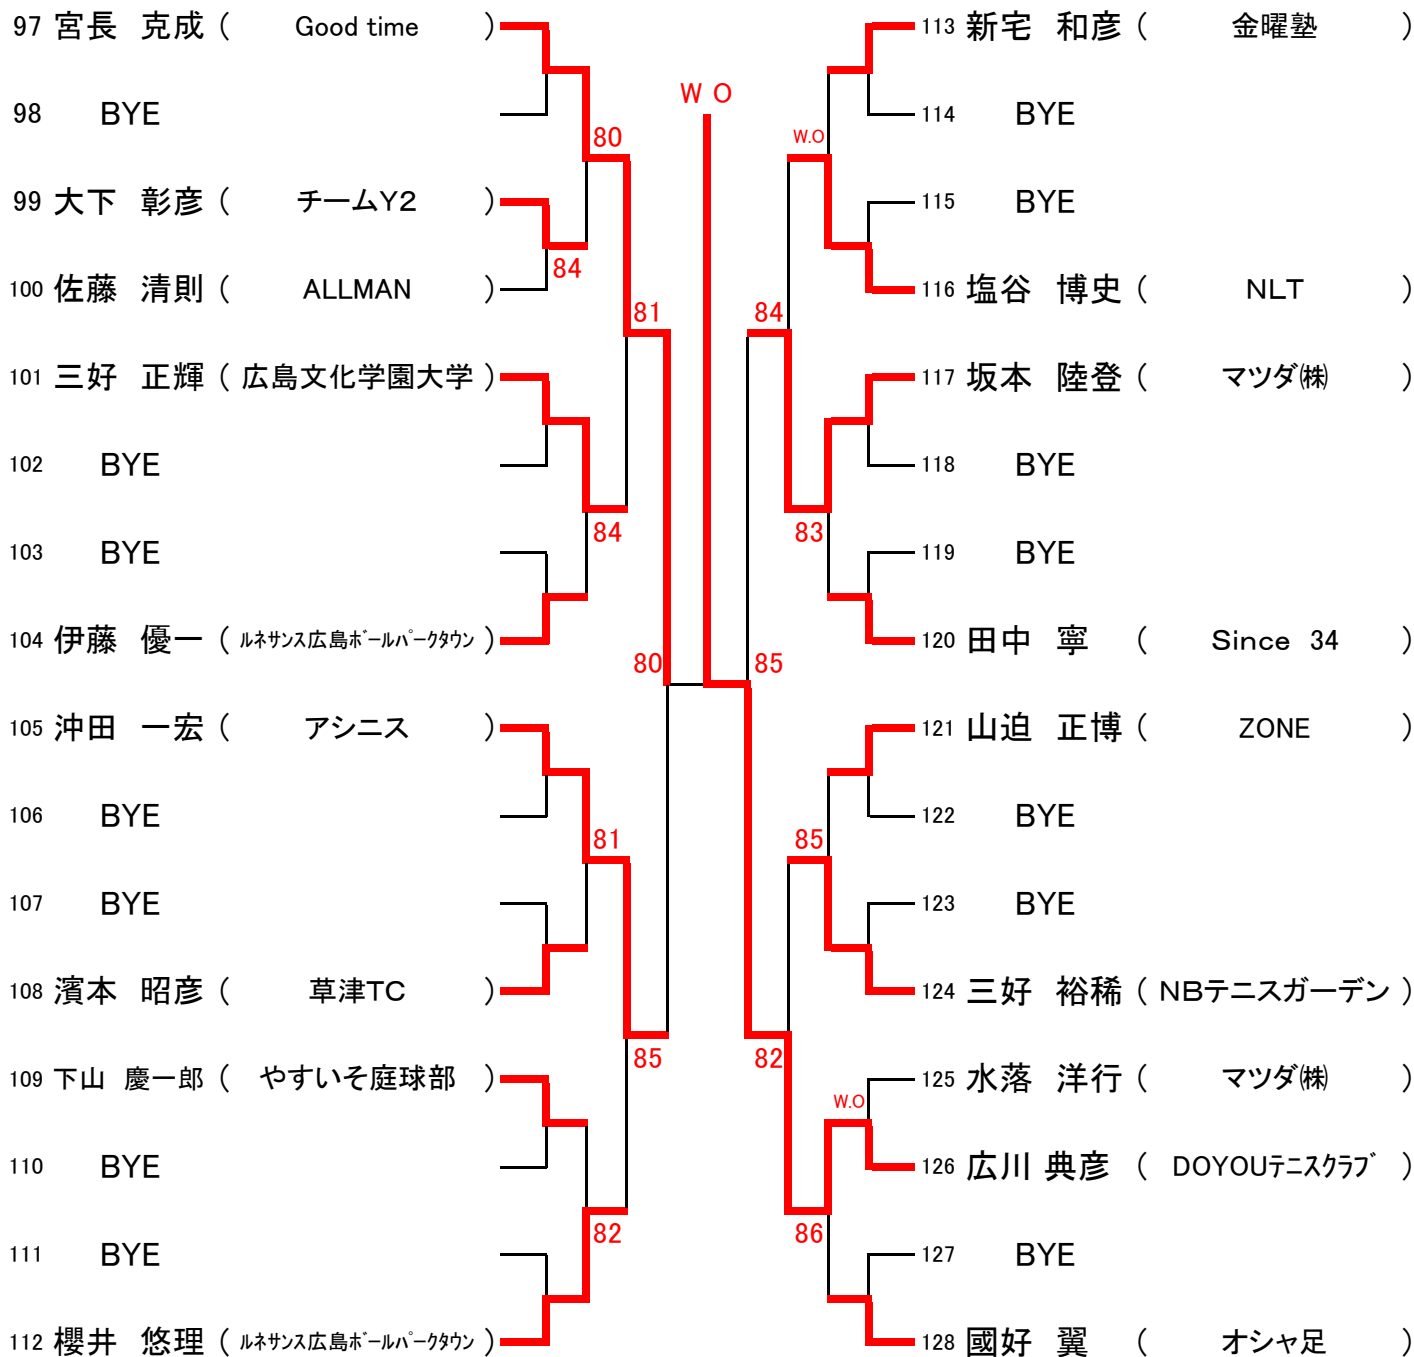 97 宮長 克成 ( Good time )
98 BYE
99 大下 彰彦 ( チームY2 )
100 佐藤 清則 ( ALLMAN )
101 三好 正輝 ( 広島文化学園大学 )
102 BYE
103 BYE
104 伊藤 優一 ( ルネサンス広島ボールパークタウン )
105 沖田 一宏 ( アシニス )
106 BYE
107 BYE
108 濱本 昭彦 ( 草津TC )
109 下山 慶一郎 ( やすいそ庭球部 )
110 BYE
111 BYE
112 櫻井 悠理 ( ルネサンス広島ボールパークタウン )
80
84
81
84
80
81
85
82
W O
W.O
84
83
85
85
82
W.O
86
113 新宅 和彦 ( 金曜塾 )
114 BYE
115 BYE
116 塩谷 博史 ( NLT )
117 坂本 陸登 ( マツダ㈱ )
118 BYE
119 BYE
120 田中 寧 ( Since 34 )
121 山迫 正博 ( ZONE )
122 BYE
123 BYE
124 三好 裕稀 ( NBテニスガーデン )
125 水落 洋行 ( マツダ㈱ )
126 広川 典彦 ( DOYOUテニスクラブ )
127 BYE
128 國好 翼 ( オシャ足 )